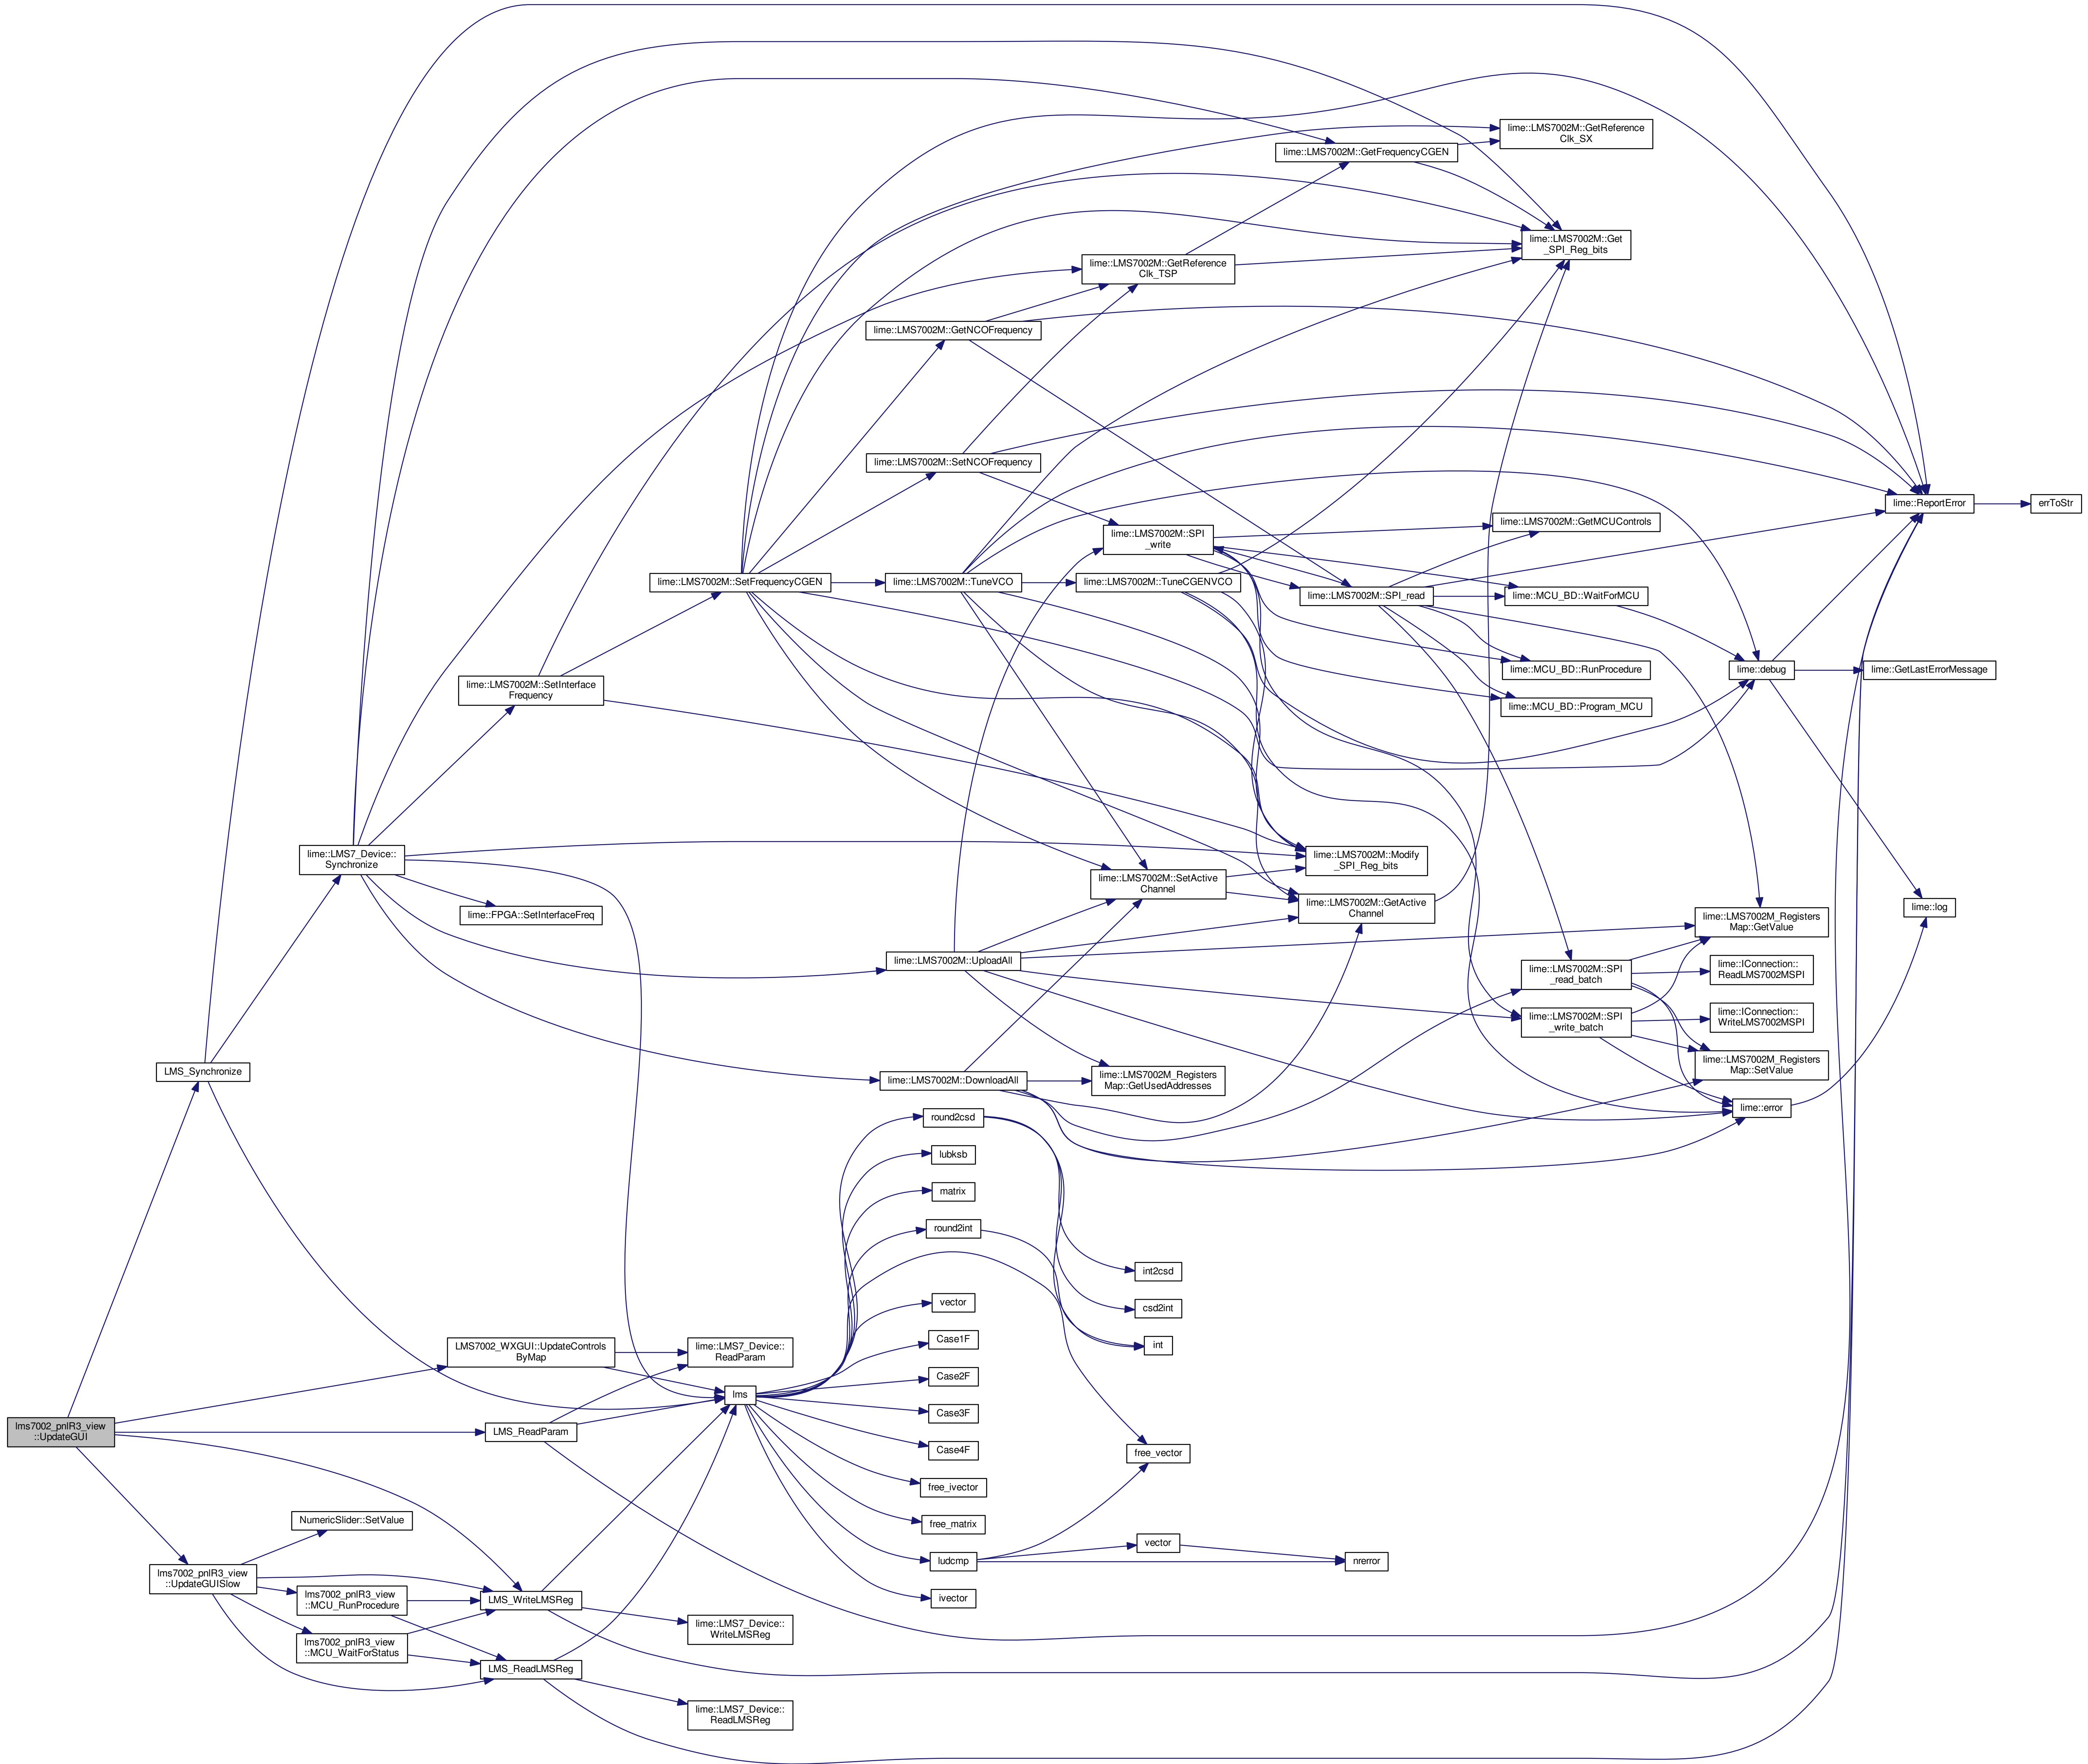 lime::LMS7002M::GetReference
Clk_SX
lime::LMS7002M::GetFrequencyCGEN
lime::LMS7002M::Get
_SPI_Reg_bits
lime::LMS7002M::GetReference
Clk_TSP
lime::LMS7002M::GetNCOFrequency
lime::LMS7002M::SetNCOFrequency
lime::ReportError
errToStr
lime::LMS7002M::GetMCUControls
lime::LMS7002M::SPI
_write
lime::LMS7002M::SetFrequencyCGEN
lime::LMS7002M::TuneVCO
lime::LMS7002M::TuneCGENVCO
lime::LMS7002M::SPI_read
lime::MCU_BD::WaitForMCU
lime::MCU_BD::RunProcedure
lime::debug
lime::GetLastErrorMessage
lime::LMS7002M::SetInterface
Frequency
lime::MCU_BD::Program_MCU
lime::LMS7_Device::
Synchronize
lime::LMS7002M::Modify
_SPI_Reg_bits
lime::LMS7002M::SetActive
Channel
lime::LMS7002M::GetActive
Channel
lime::log
lime::FPGA::SetInterfaceFreq
lime::LMS7002M_Registers
Map::GetValue
lime::LMS7002M::UploadAll
lime::LMS7002M::SPI
_read_batch
lime::IConnection::
ReadLMS7002MSPI
lime::LMS7002M::SPI
_write_batch
lime::IConnection::
WriteLMS7002MSPI
LMS_Synchronize
lime::LMS7002M::DownloadAll
lime::LMS7002M_Registers
Map::GetUsedAddresses
lime::LMS7002M_Registers
Map::SetValue
lime::error
round2csd
lubksb
matrix
round2int
int2csd
vector
csd2int
Case1F
int
LMS7002_WXGUI::UpdateControls
ByMap
lime::LMS7_Device::
ReadParam
Case2F
lms
Case3F
lms7002_pnlR3_view
::UpdateGUI
LMS_ReadParam
Case4F
free_vector
free_ivector
NumericSlider::SetValue
free_matrix
vector
ludcmp
nrerror
lms7002_pnlR3_view
::UpdateGUISlow
lms7002_pnlR3_view
::MCU_RunProcedure
LMS_WriteLMSReg
ivector
lime::LMS7_Device::
WriteLMSReg
lms7002_pnlR3_view
::MCU_WaitForStatus
LMS_ReadLMSReg
lime::LMS7_Device::
ReadLMSReg